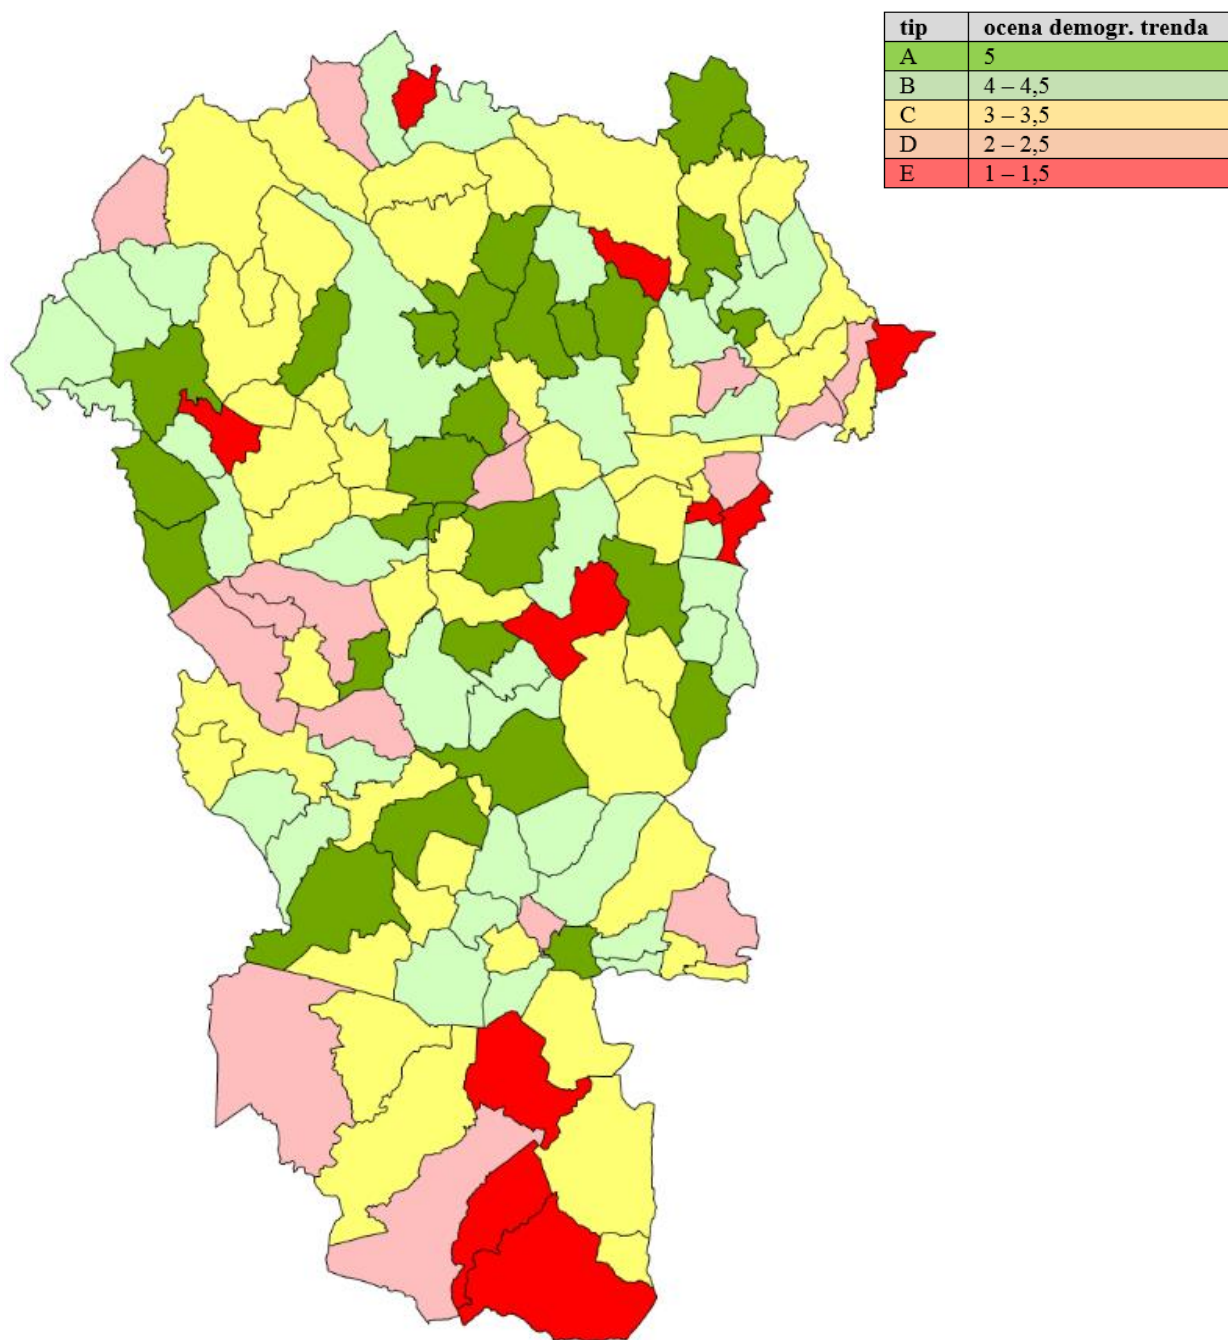 tip ocena demogr. trenda
A 5
B 4 – 4,5
C 3 – 3,5
D 2 – 2,5
E 1 – 1,5